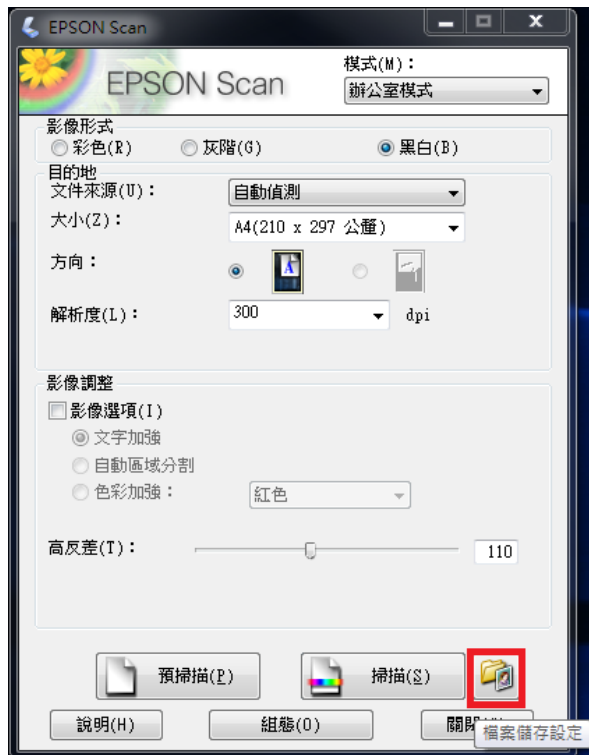 EPSON Scan
EPSON Scan
模式(M)：
辦公室模式
影像形式
彩色(R) 灰階(G) 黑白(B)
目的地
文件來源(U)： 自動偵測
大小(Z)： A4(210 x 297 公釐)
方向： A
解析度(L)： 300 dpi
影像調整
影像選項(I)
文字加強
自動區域分割
色彩加強： 紅色
高反差(T)： 110
預掃描(P) 掃描(S)
說明(H) 組態(O) 關閉
檔案儲存設定